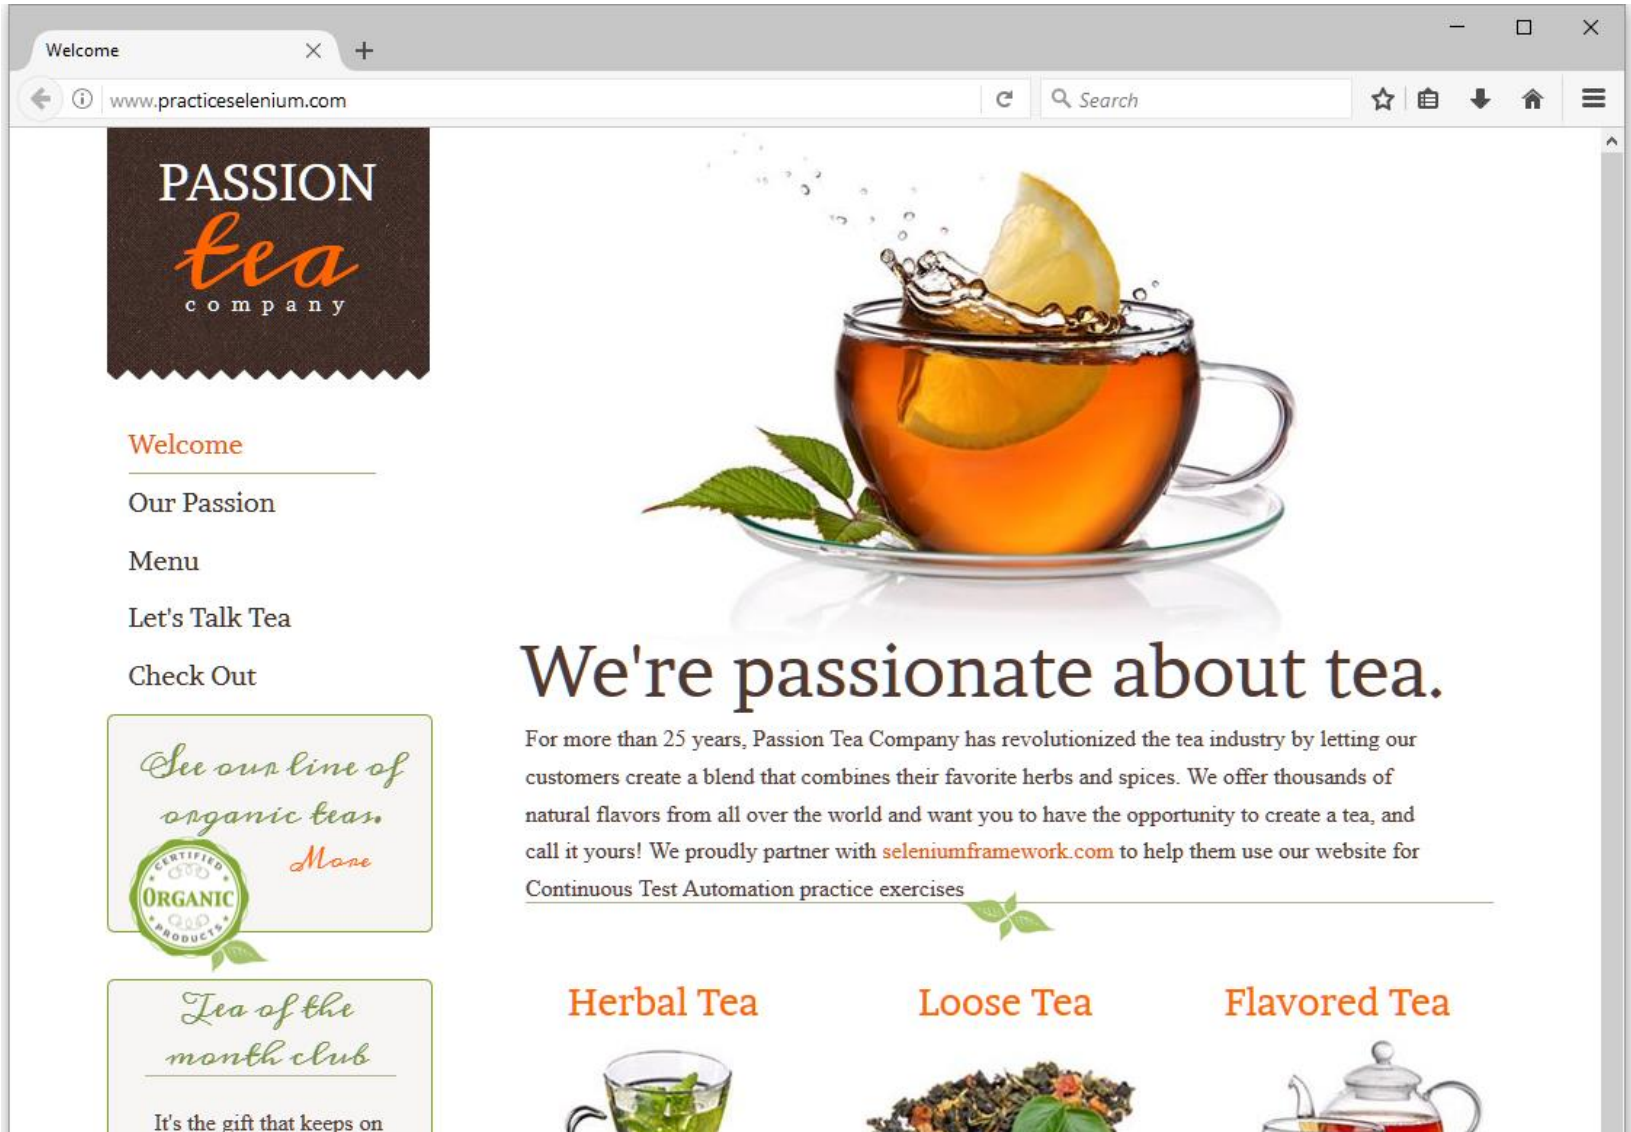 Welcome
www.practiceselenium.com
Search
PASSION
tea
company
Welcome
Our Passion
Menu
Let's Talk Tea
Check Out
See our line of
organic teas.
More
CERTIFIED
ORGANIC
PRODUCTS
Tea of the
month club
It's the gift that keeps on
We're passionate about tea.
For more than 25 years, Passion Tea Company has revolutionized the tea industry by letting our
customers create a blend that combines their favorite herbs and spices. We offer thousands of
natural flavors from all over the world and want you to have the opportunity to create a tea, and
call it yours! We proudly partner with seleniumframework.com to help them use our website for
Continuous Test Automation practice exercises
Herbal Tea
Loose Tea
Flavored Tea